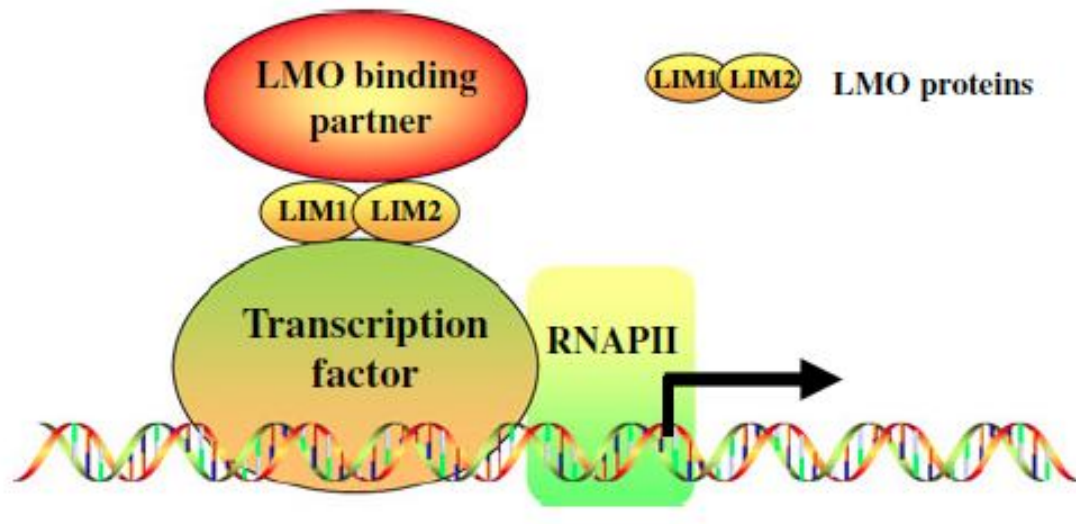 LMO binding
partner
LIM1 LIM2
LMO proteins
LIM1 LIM2
Transcription
factor
RNAPII